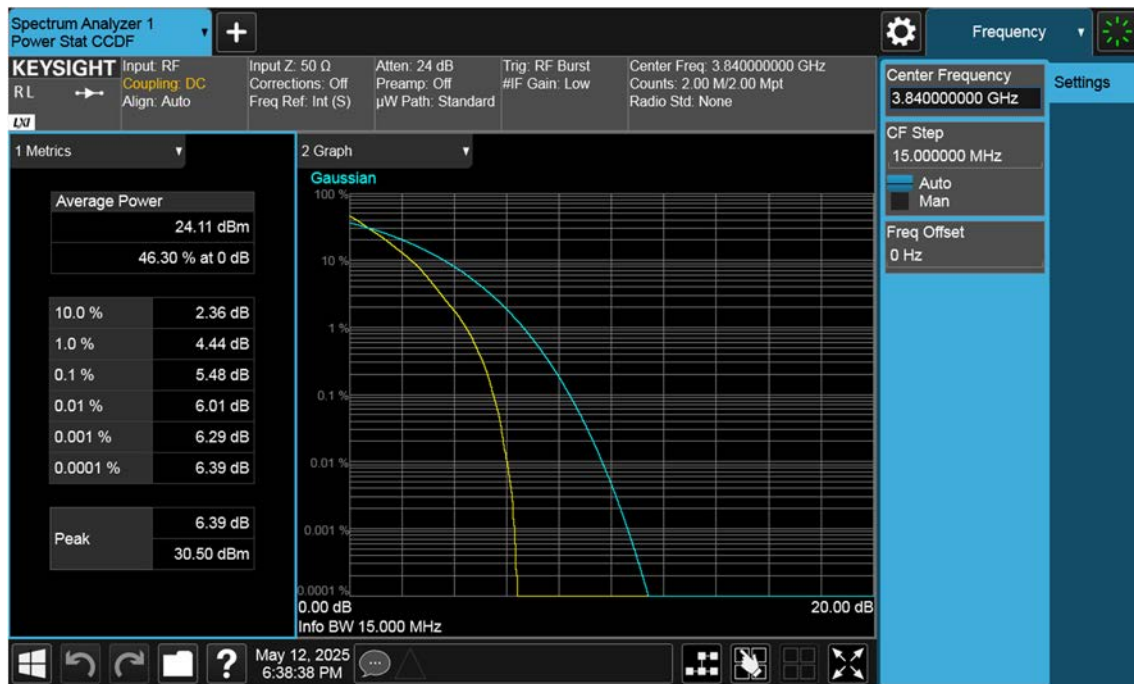 Spectrum Analyzer 1
Power Stat CCDF
Frequency
KEYSIGHT
RL
LXI
Input: RF
Coupling: DC
Align: Auto
Input Z: 50 Ω
Corrections: Off
Freq Ref: Int (S)
Atten: 24 dB
Preamp: Off
µW Path: Standard
Trig: RF Burst
#IF Gain: Low
Center Freq: 3.840000000 GHz
Counts: 2.00 M/2.00 Mpt
Radio Std: None
Center Frequency
3.840000000 GHz
Settings
CF Step
15.000000 MHz
Auto
Man
Freq Offset
0 Hz
1 Metrics
Average Power
24.11 dBm
46.30 % at 0 dB
10.0 % 2.36 dB
1.0 % 4.44 dB
0.1 % 5.48 dB
0.01 % 6.01 dB
0.001 % 6.29 dB
0.0001 % 6.39 dB
Peak
6.39 dB
30.50 dBm
2 Graph
Gaussian
100 %
10 %
1 %
0.1 %
0.01 %
0.001 %
0.0001 %
0.00 dB 20.00 dB
Info BW 15.000 MHz
?
May 12, 2025
6:38:38 PM